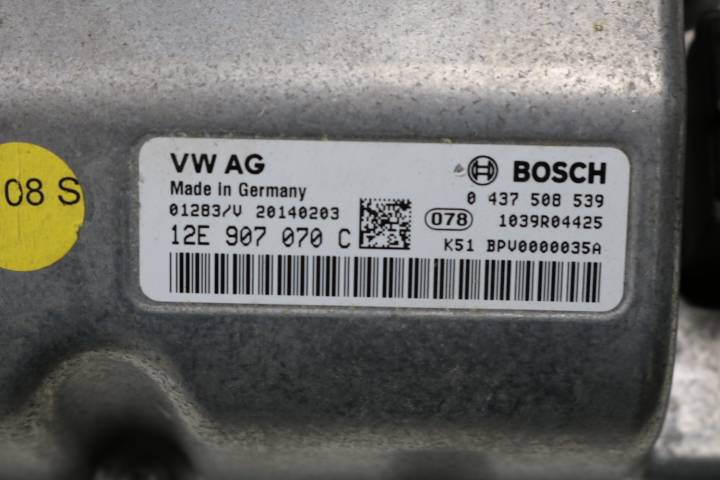 08 S
VW AG
Made in Germany
01283/V 20140203
12E 907 070 C
BOSCH
0 437 508 539
078 1039R04425
K51 BPV0000035A